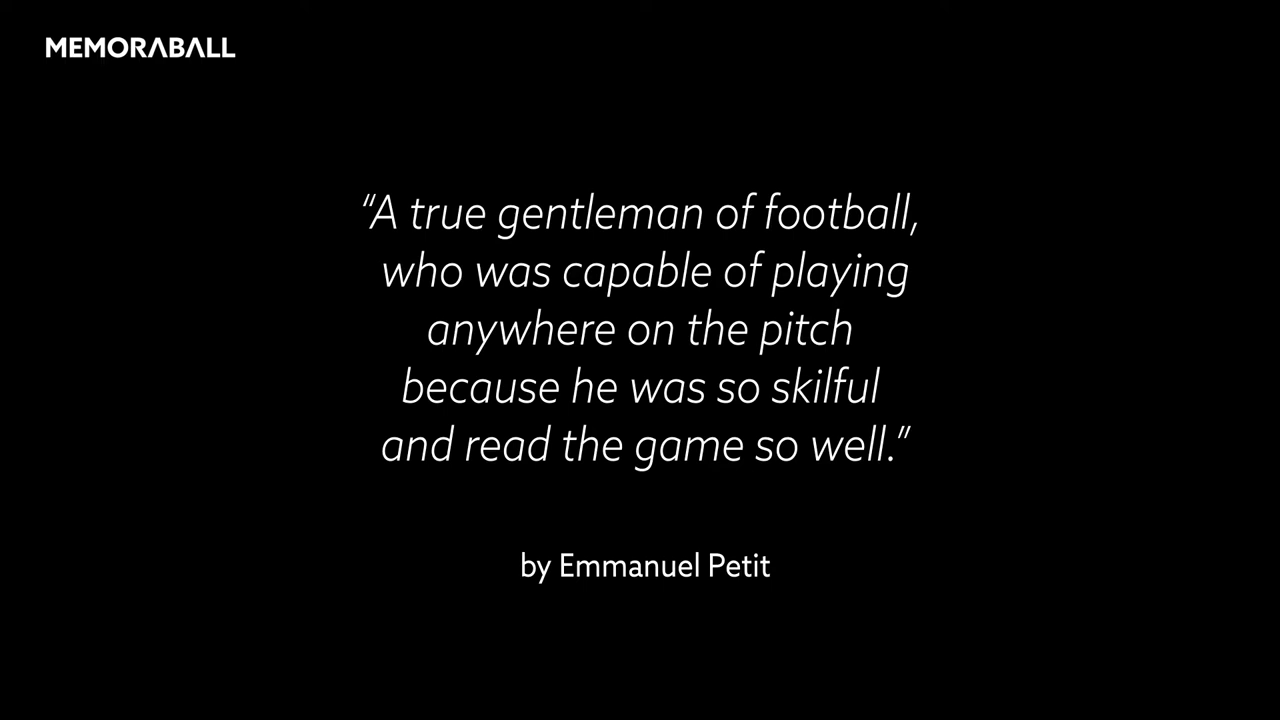 MEMORABALL
“A true gentleman of football,
who was capable of playing
anywhere on the pitch
because he was so skilful
and read the game so well.”
by Emmanuel Petit